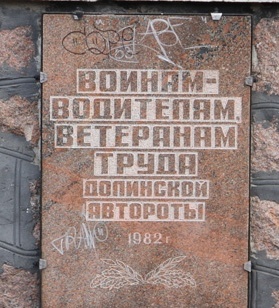 ВОИНАМ-
ВОДИТЕЛЯМ,
ВЕТЕРАНАМ
ТРУДА
ДОЛИНСКОЙ
АВТОРОТЫ
1982 г